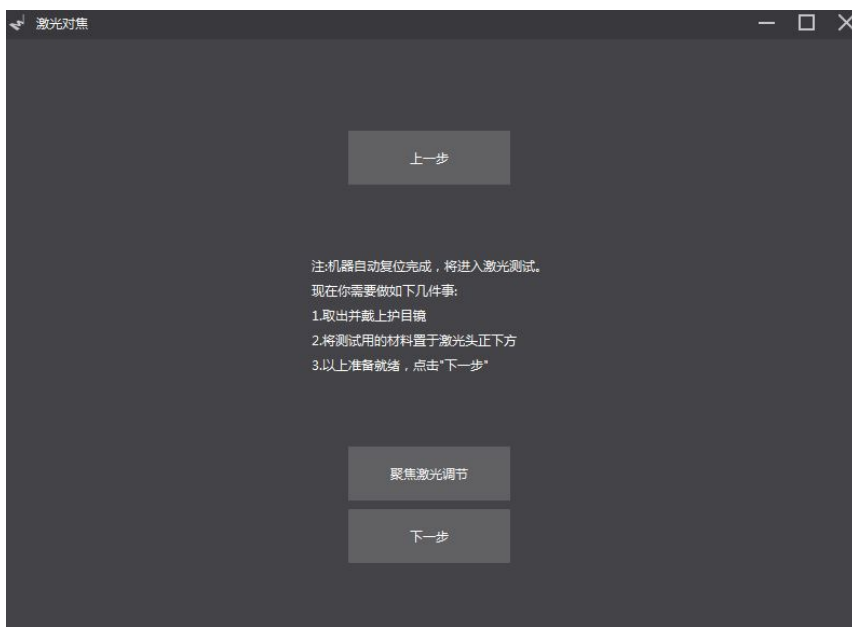 激光对焦
上一步
注:机器自动复位完成，将进入激光测试。
现在你需要做如下几件事:
1.取出并戴上护目镜
2.将测试用的材料置于激光头正下方
3.以上准备就绪，点击"下一步"
聚焦激光调节
下一步